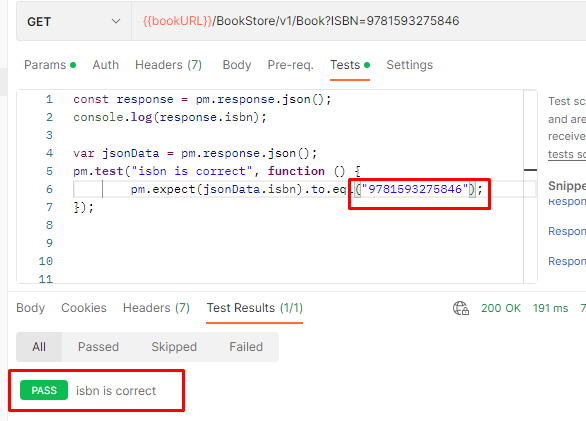 GET {{bookURL}}/BookStore/v1/Book?ISBN=9781593275846
Params Auth Headers (7) Body Pre-req. Tests Settings
1 const response = pm.response.json();
2 console.log(response.isbn);
3
4 var jsonData = pm.response.json();
5 pm.test("isbn is correct", function () {
6 pm.expect(jsonData.isbn).to.eql("9781593275846");
7 });
8
9
10
11
Test sc
and are
receive
tests sc
Snippe
Respon
Respon
Respon
Body Cookies Headers (7) Test Results (1/1) 200 OK 191 ms 7
All Passed Skipped Failed
PASS isbn is correct